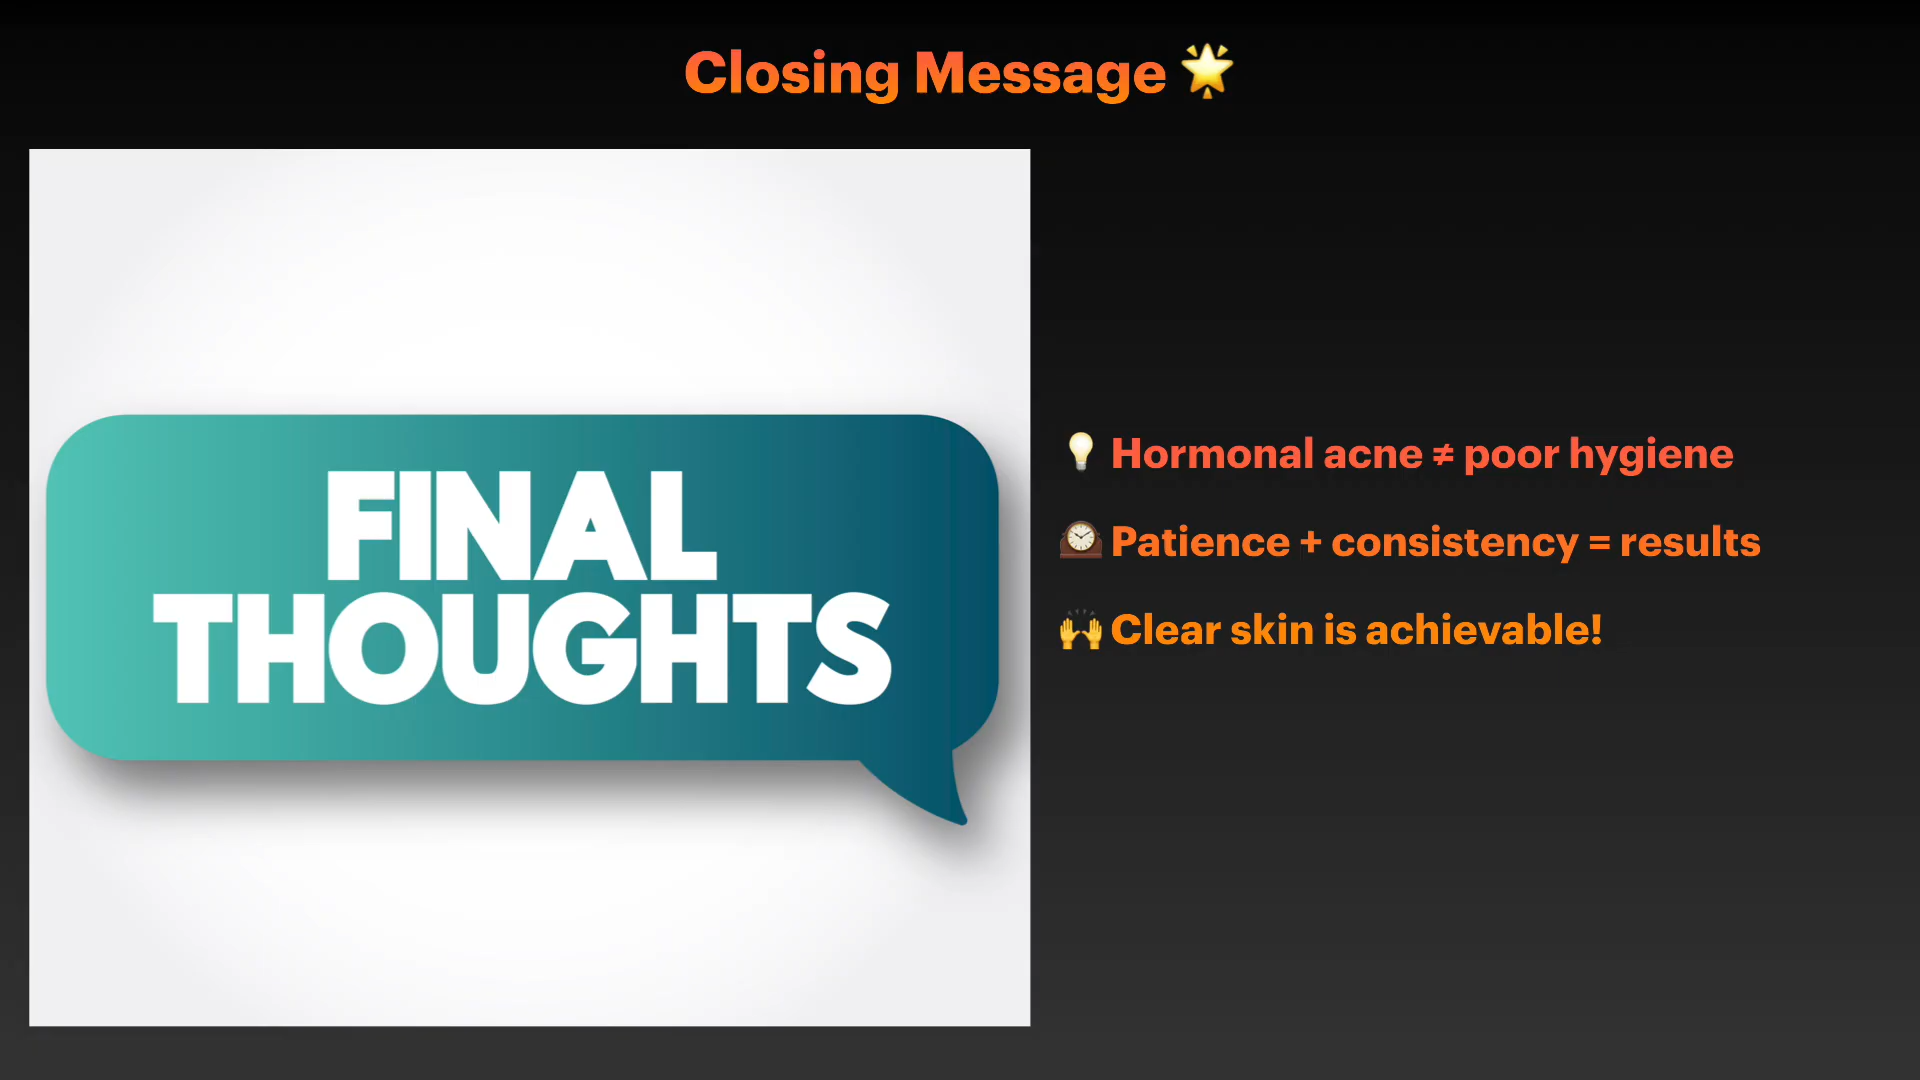 Closing Message 🌟
FINAL
THOUGHTS
💡 Hormonal acne ≠ poor hygiene
🕰️ Patience + consistency = results
🙌 Clear skin is achievable!